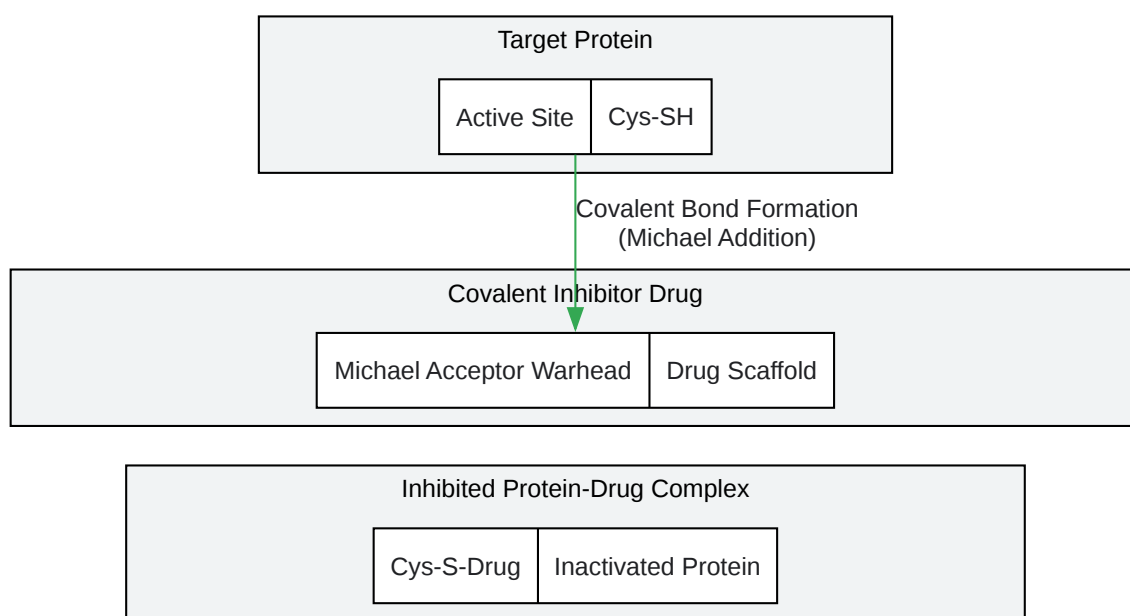 Target Protein
Active Site
Cys-SH
Covalent Bond Formation
(Michael Addition)
Covalent Inhibitor Drug
Michael Acceptor Warhead
Drug Scaffold
Inhibited Protein-Drug Complex
Cys-S-Drug
Inactivated Protein